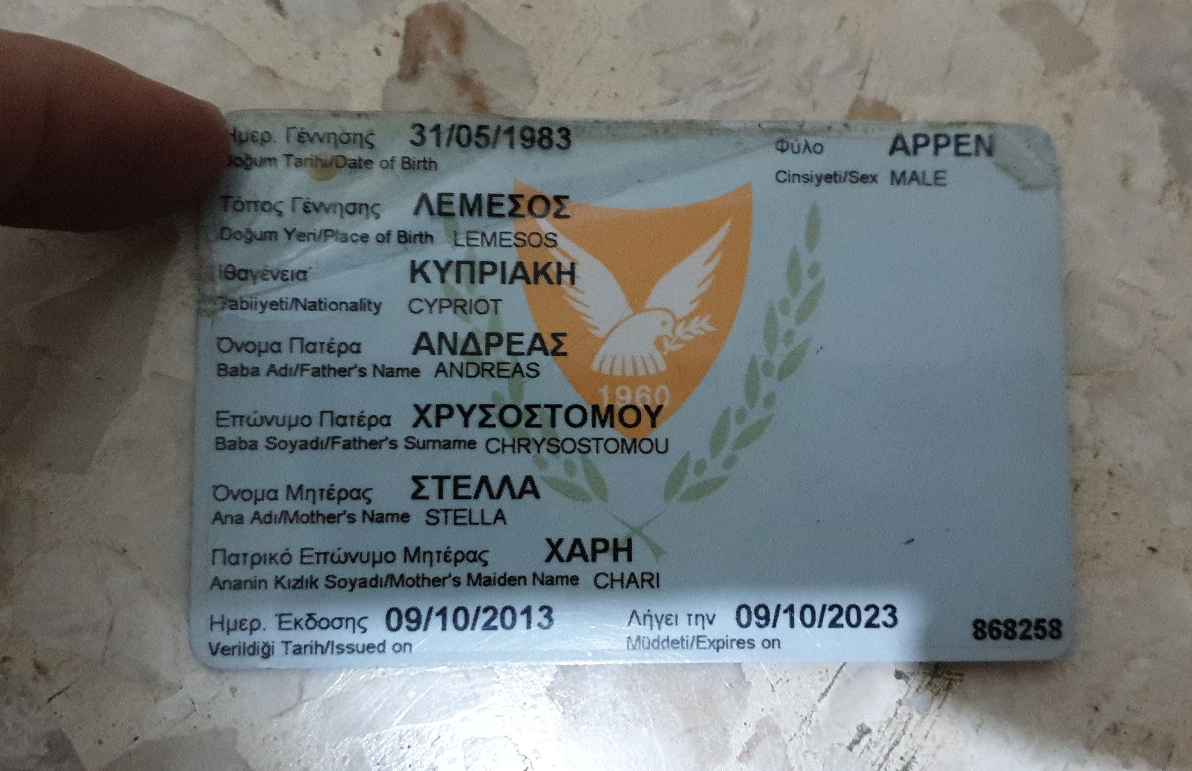 Ημερ. Γέννησης 31/05/1983 Φύλο ΑΡΡΕΝ
Doğum Tarihi/Date of Birth Cinsiyeti/Sex MALE
Τόπος Γέννησης ΛΕΜΕΣΟΣ
Doğum Yeri/Place of Birth LEMESOS
Ιθαγένεια ΚΥΠΡΙΑΚΗ
Tabiiyeti/Nationality CYPRIOT
Όνομα Πατέρα ΑΝΔΡΕΑΣ
Baba Adı/Father's Name ANDREAS
1960
Επώνυμο Πατέρα ΧΡΥΣΟΣΤΟΜΟΥ
Baba Soyadı/Father's Surname CHRYSOSTOMOU
Όνομα Μητέρας ΣΤΕΛΛΑ
Ana Adı/Mother's Name STELLA
Πατρικό Επώνυμο Μητέρας ΧΑΡΗ
Ananin Kızlık Soyadı/Mother's Maiden Name CHARI
Ημερ. Έκδοσης 09/10/2013 Λήγει την 09/10/2023 868258
Verildiği Tarih/Issued on Müddeti/Expires on